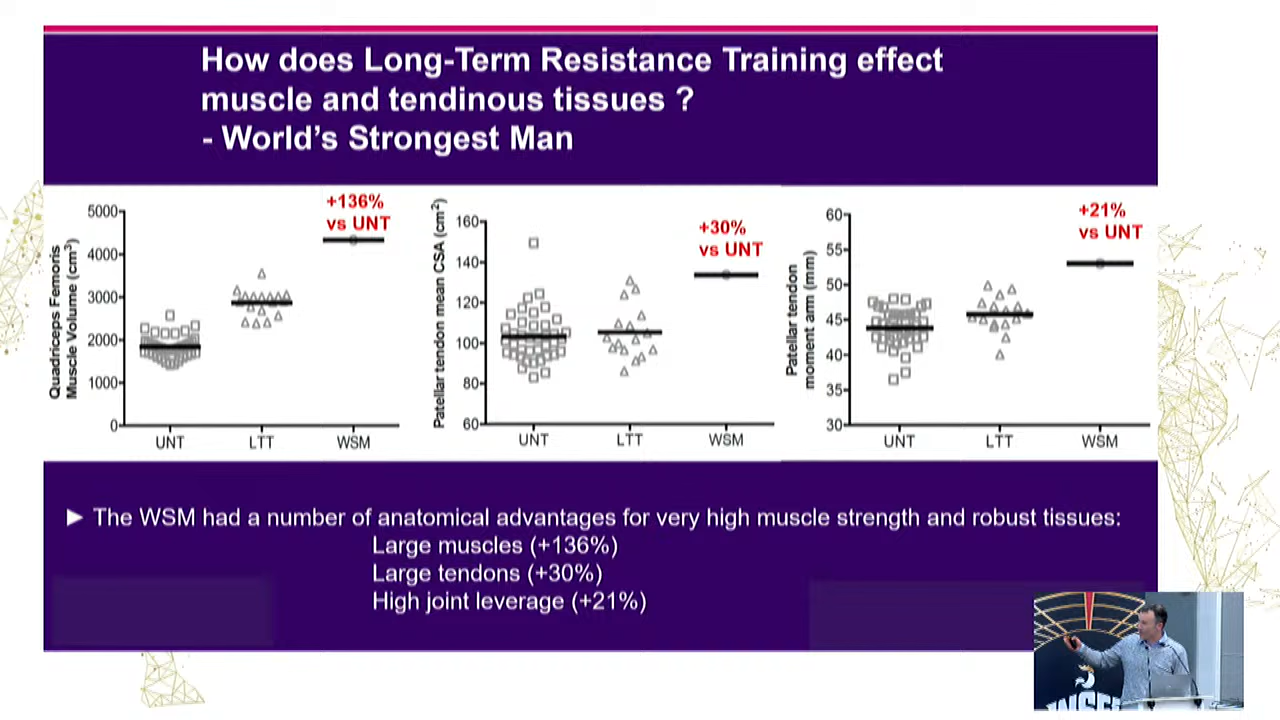 How does Long-Term Resistance Training effect
muscle and tendinous tissues ?
- World's Strongest Man
Quadriceps Femoris
Muscle Volume (cm³)
5000
4000
3000
2000
1000
0
UNT
LTT
WSM
+136%
vs UNT
Patellar tendon mean CSA (cm²)
160
140
120
100
80
60
UNT
LTT
WSM
+30%
vs UNT
Patellar tendon
moment arm (mm)
60
55
50
45
40
35
30
UNT
LTT
WSM
+21%
vs UNT
► The WSM had a number of anatomical advantages for very high muscle strength and robust tissues:
Large muscles (+136%)
Large tendons (+30%)
High joint leverage (+21%)